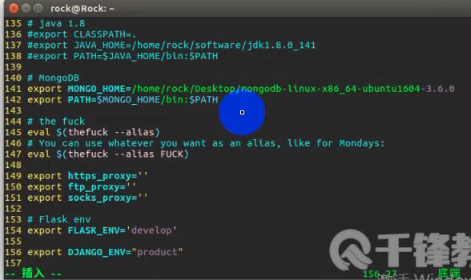 rock@Rock: ~
135 # java 1.8
136 #export CLASSPATH=.
137 #export JAVA_HOME=/home/rock/software/jdk1.8.0_141
138 #export PATH=$JAVA_HOME/bin:$PATH
139
140 # MongoDB
141 export MONGO_HOME=/home/rock/Desktop/mongodb-linux-x86_64-ubuntu1604-3.6.0
142 export PATH=$MONGO_HOME/bin:$PATH
143
144 # the fuck
145 eval $(thefuck --alias)
146 # You can use whatever you want as an alias, like for Mondays:
147 eval $(thefuck --alias FUCK)
148
149 export https_proxy=''
150 export ftp_proxy=''
151 export socks_proxy=''
152
153 # Flask env
154 export FLASK_ENV='develop'
155
156 export DJANGO_ENV="product"
157
-- 插入 -- 156,27 底端
千锋教